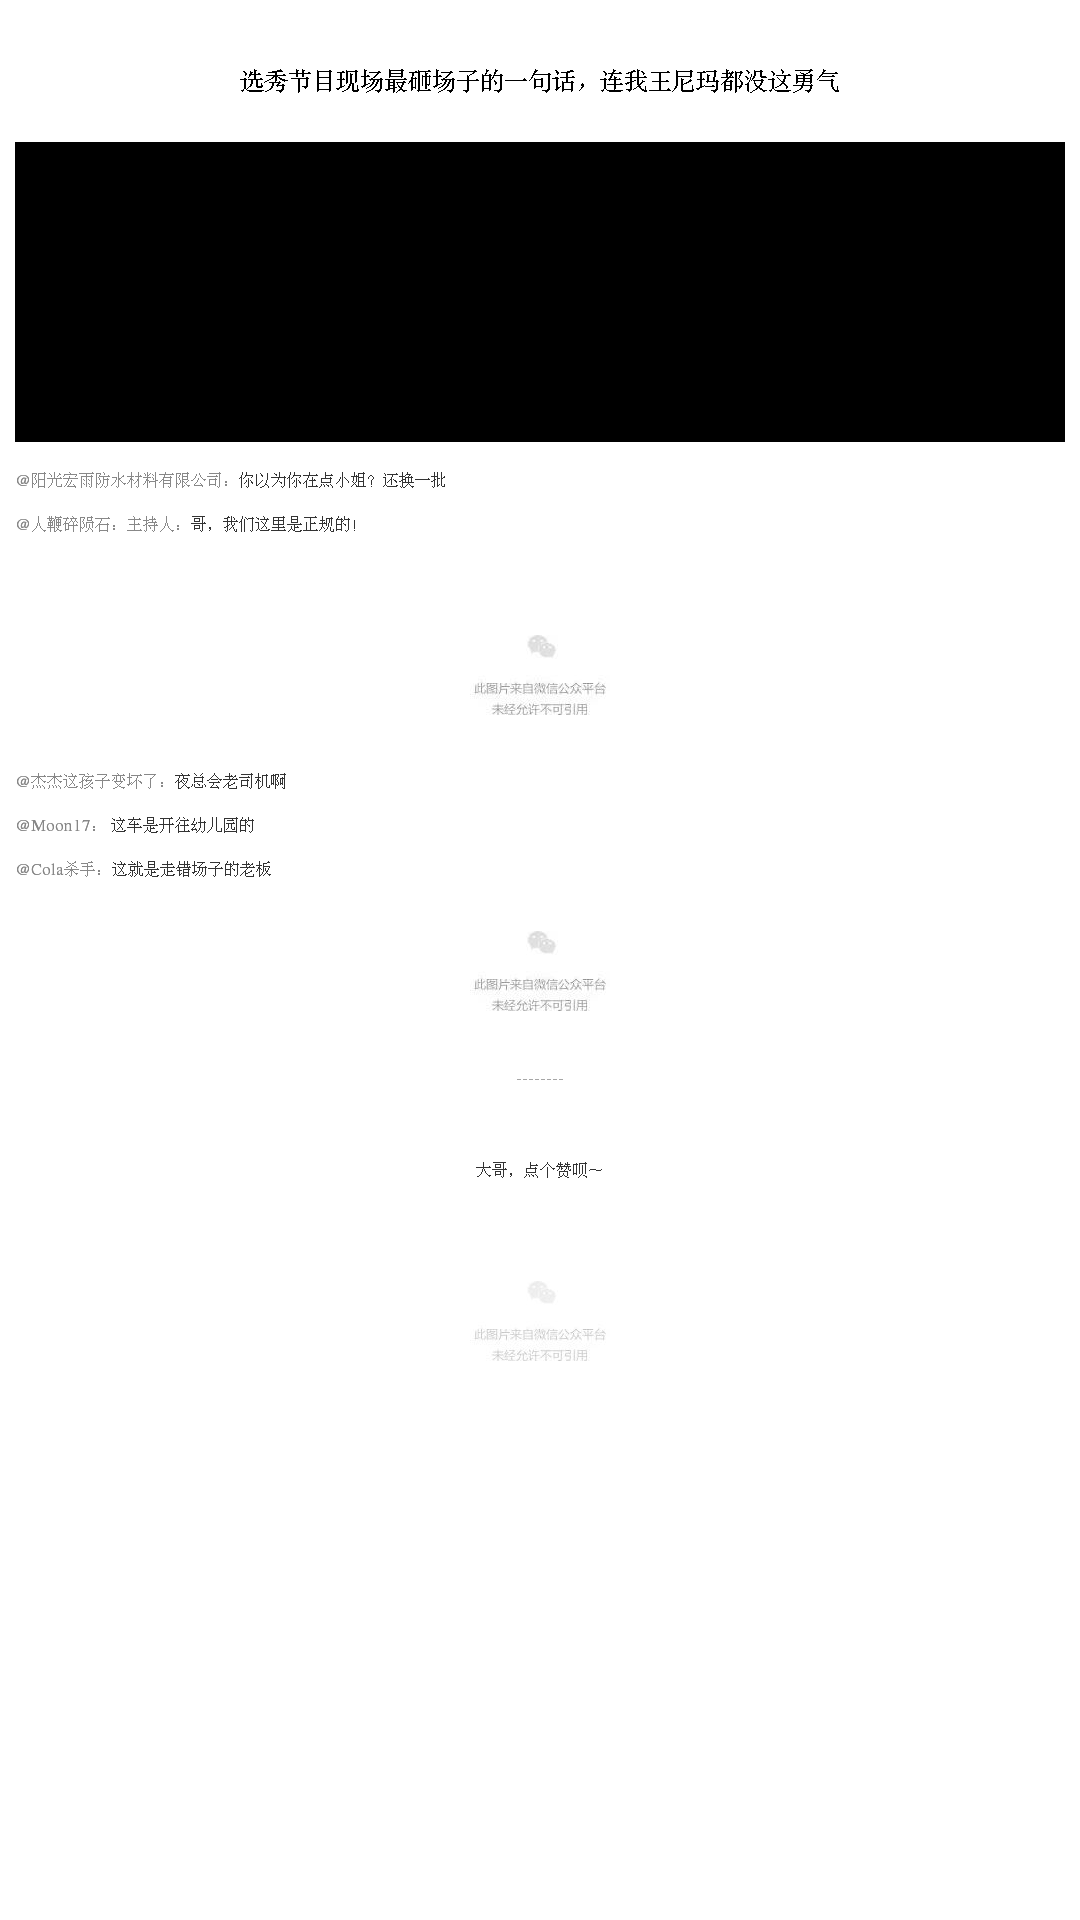 选秀节目现场最砸场子的一句话，连我王尼玛都没这勇气
@阳光宏雨防水材料有限公司：你以为你在点小姐？还换一批
@人鞭碎陨石：主持人：哥，我们这里是正规的！
此图片来自微信公众平台
未经允许不可引用
@杰杰这孩子变坏了：夜总会老司机啊
@Moon17： 这车是开往幼儿园的
@Cola杀手：这就是走错场子的老板
此图片来自微信公众平台
未经允许不可引用
--------
大哥，点个赞呗～
此图片来自微信公众平台
未经允许不可引用